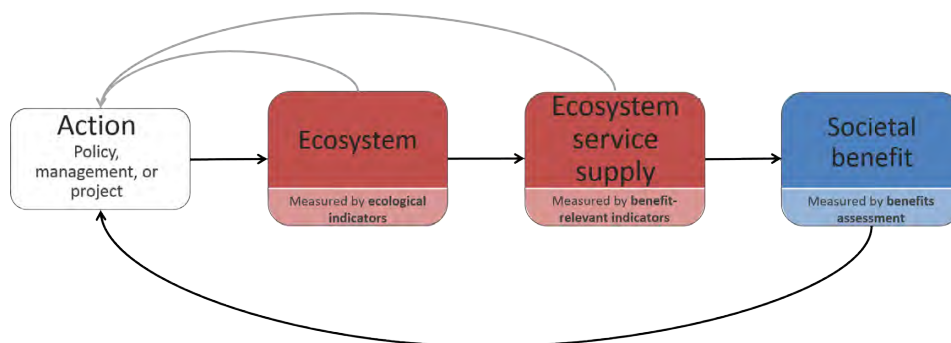 Action
Policy,
management, or
project
Ecosystem
Measured by ecological
indicators
Ecosystem
service
supply
Measured by benefit-
relevant indicators
Societal
benefit
Measured by benefits
assessment